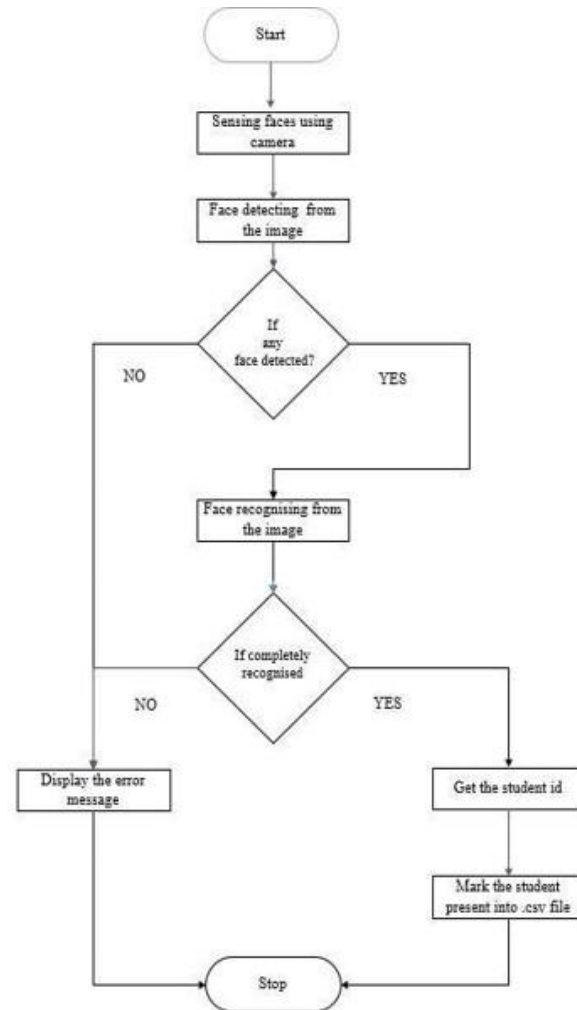 Start
Sensing faces using
camera
Face detecting from
the image
If
any
face detected?
NO
YES
Face recognising from
the image
If completely
recognised
NO
YES
Display the error
message
Get the student id
Mark the student
present into .csv file
Stop